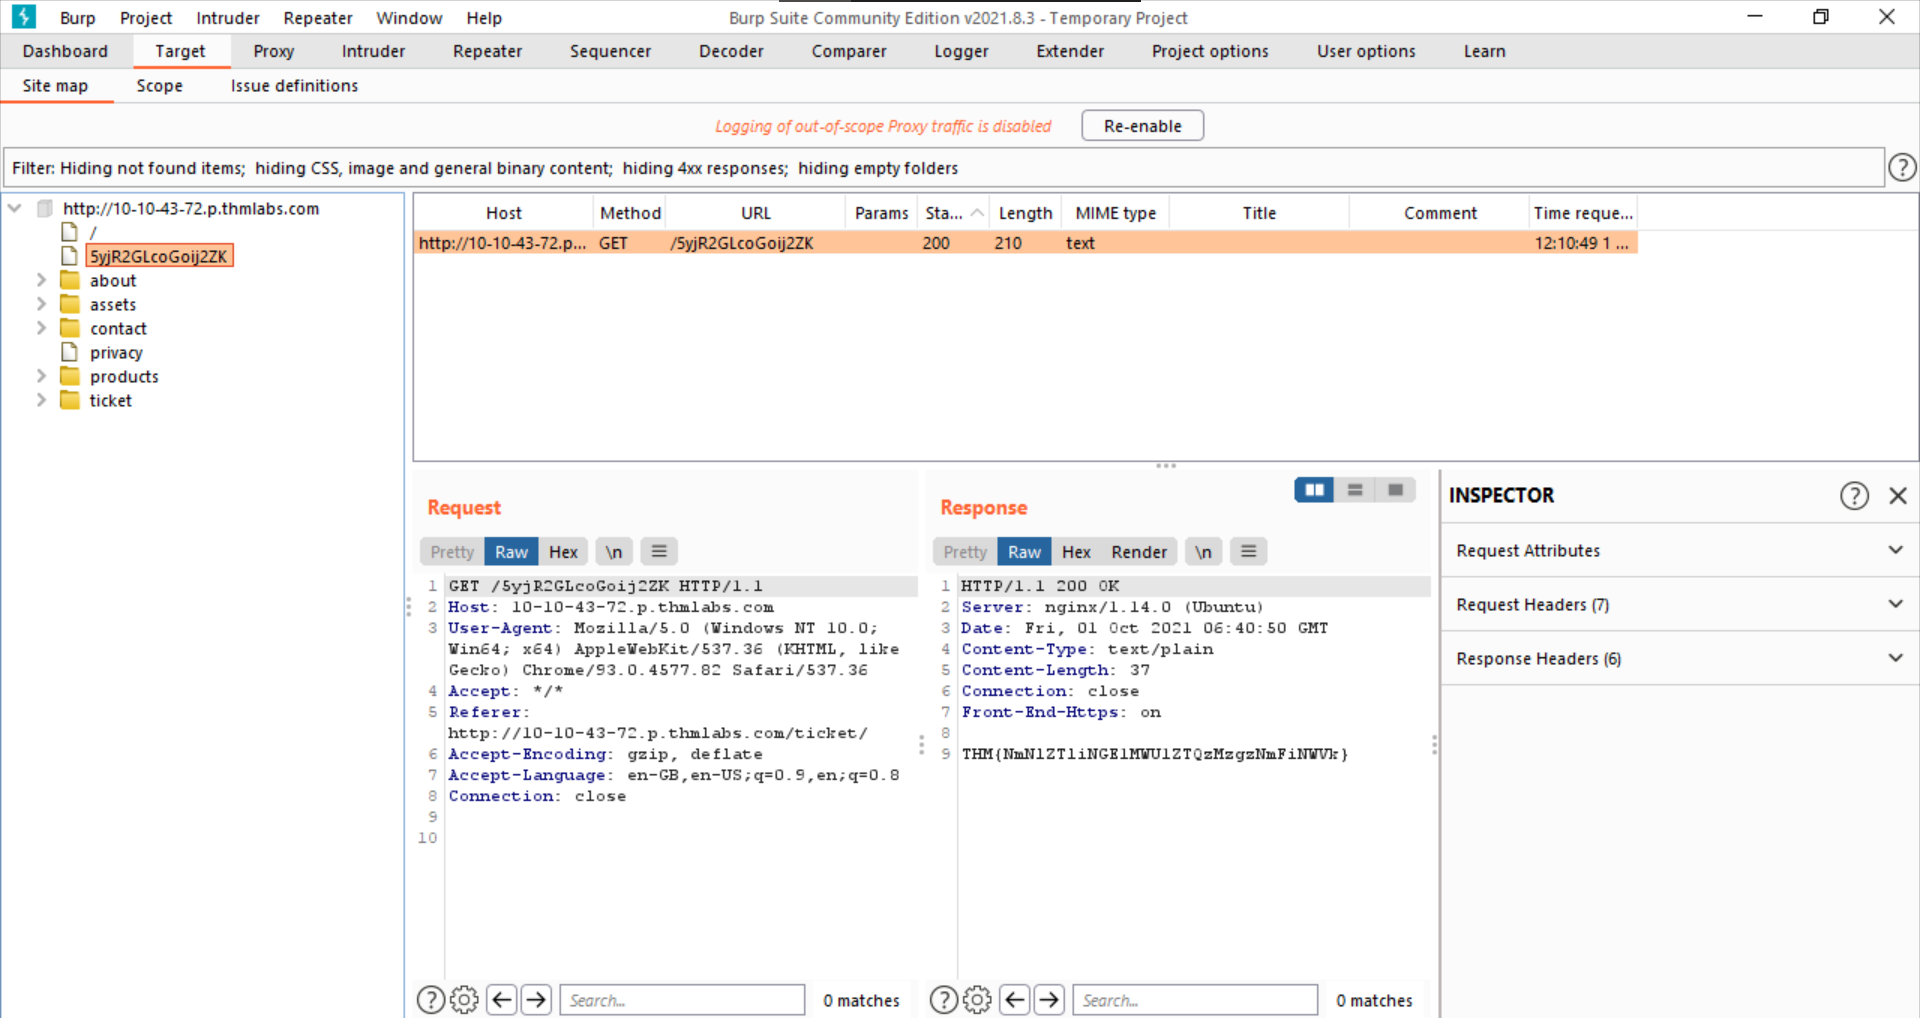 Burp Project Intruder Repeater Window Help Burp Suite Community Edition v2021.8.3 - Temporary Project
Dashboard Target Proxy Intruder Repeater Sequencer Decoder Comparer Logger Extender Project options User options Learn
Site map Scope Issue definitions
Logging of out-of-scope Proxy traffic is disabled Re-enable
Filter: Hiding not found items; hiding CSS, image and general binary content; hiding 4xx responses; hiding empty folders ?
http://10-10-43-72.p.thmlabs.com
/
5yjR2GLcoGoij2ZK
about
assets
contact
privacy
products
ticket
Host Method URL Params Sta... Length MIME type Title Comment Time reque...
http://10-10-43-72.p... GET /5yjR2GLcoGoij2ZK 200 210 text 12:10:49 1 ...
Request
Pretty Raw Hex \n
1 GET /5yjR2GLcoGoij2ZK HTTP/1.1
2 Host: 10-10-43-72.p.thmlabs.com
3 User-Agent: Mozilla/5.0 (Windows NT 10.0;
Win64; x64) AppleWebKit/537.36 (KHTML, like
Gecko) Chrome/93.0.4577.82 Safari/537.36
4 Accept: */*
5 Referer:
http://10-10-43-72.p.thmlabs.com/ticket/
6 Accept-Encoding: gzip, deflate
7 Accept-Language: en-GB,en-US;q=0.9,en;q=0.8
8 Connection: close
9
10
? Search... 0 matches
Response
Pretty Raw Hex Render \n
1 HTTP/1.1 200 OK
2 Server: nginx/1.14.0 (Ubuntu)
3 Date: Fri, 01 Oct 2021 06:40:50 GMT
4 Content-Type: text/plain
5 Content-Length: 37
6 Connection: close
7 Front-End-Https: on
8
9 THM{NmNlZTliNGE1MWU1ZTQzMzgzNmFiNWVk}
? Search... 0 matches
INSPECTOR ?
Request Attributes
Request Headers (7)
Response Headers (6)